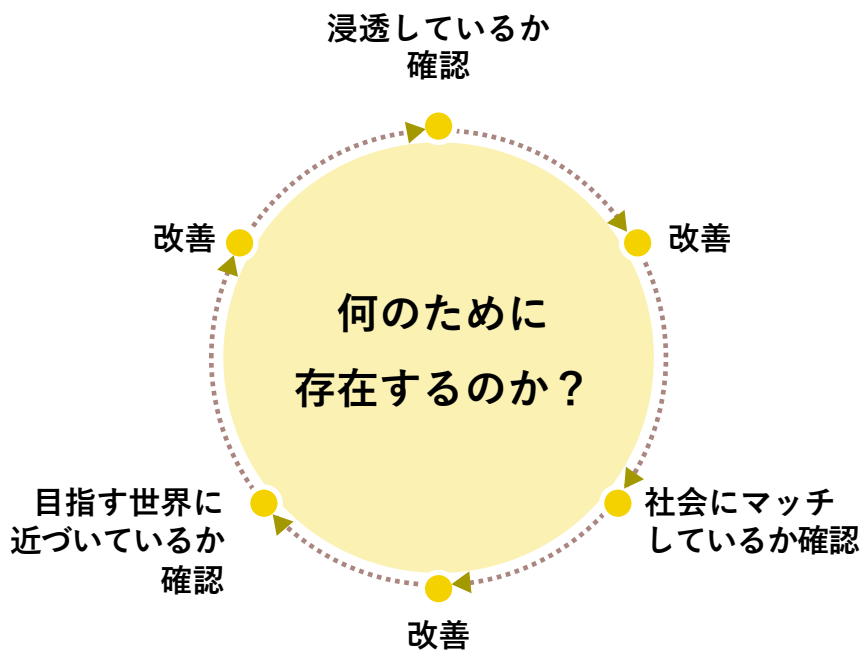 浸透しているか
確認
改善
改善
何のために
存在するのか？
目指す世界に
近づいているか
確認
社会にマッチ
しているか確認
改善